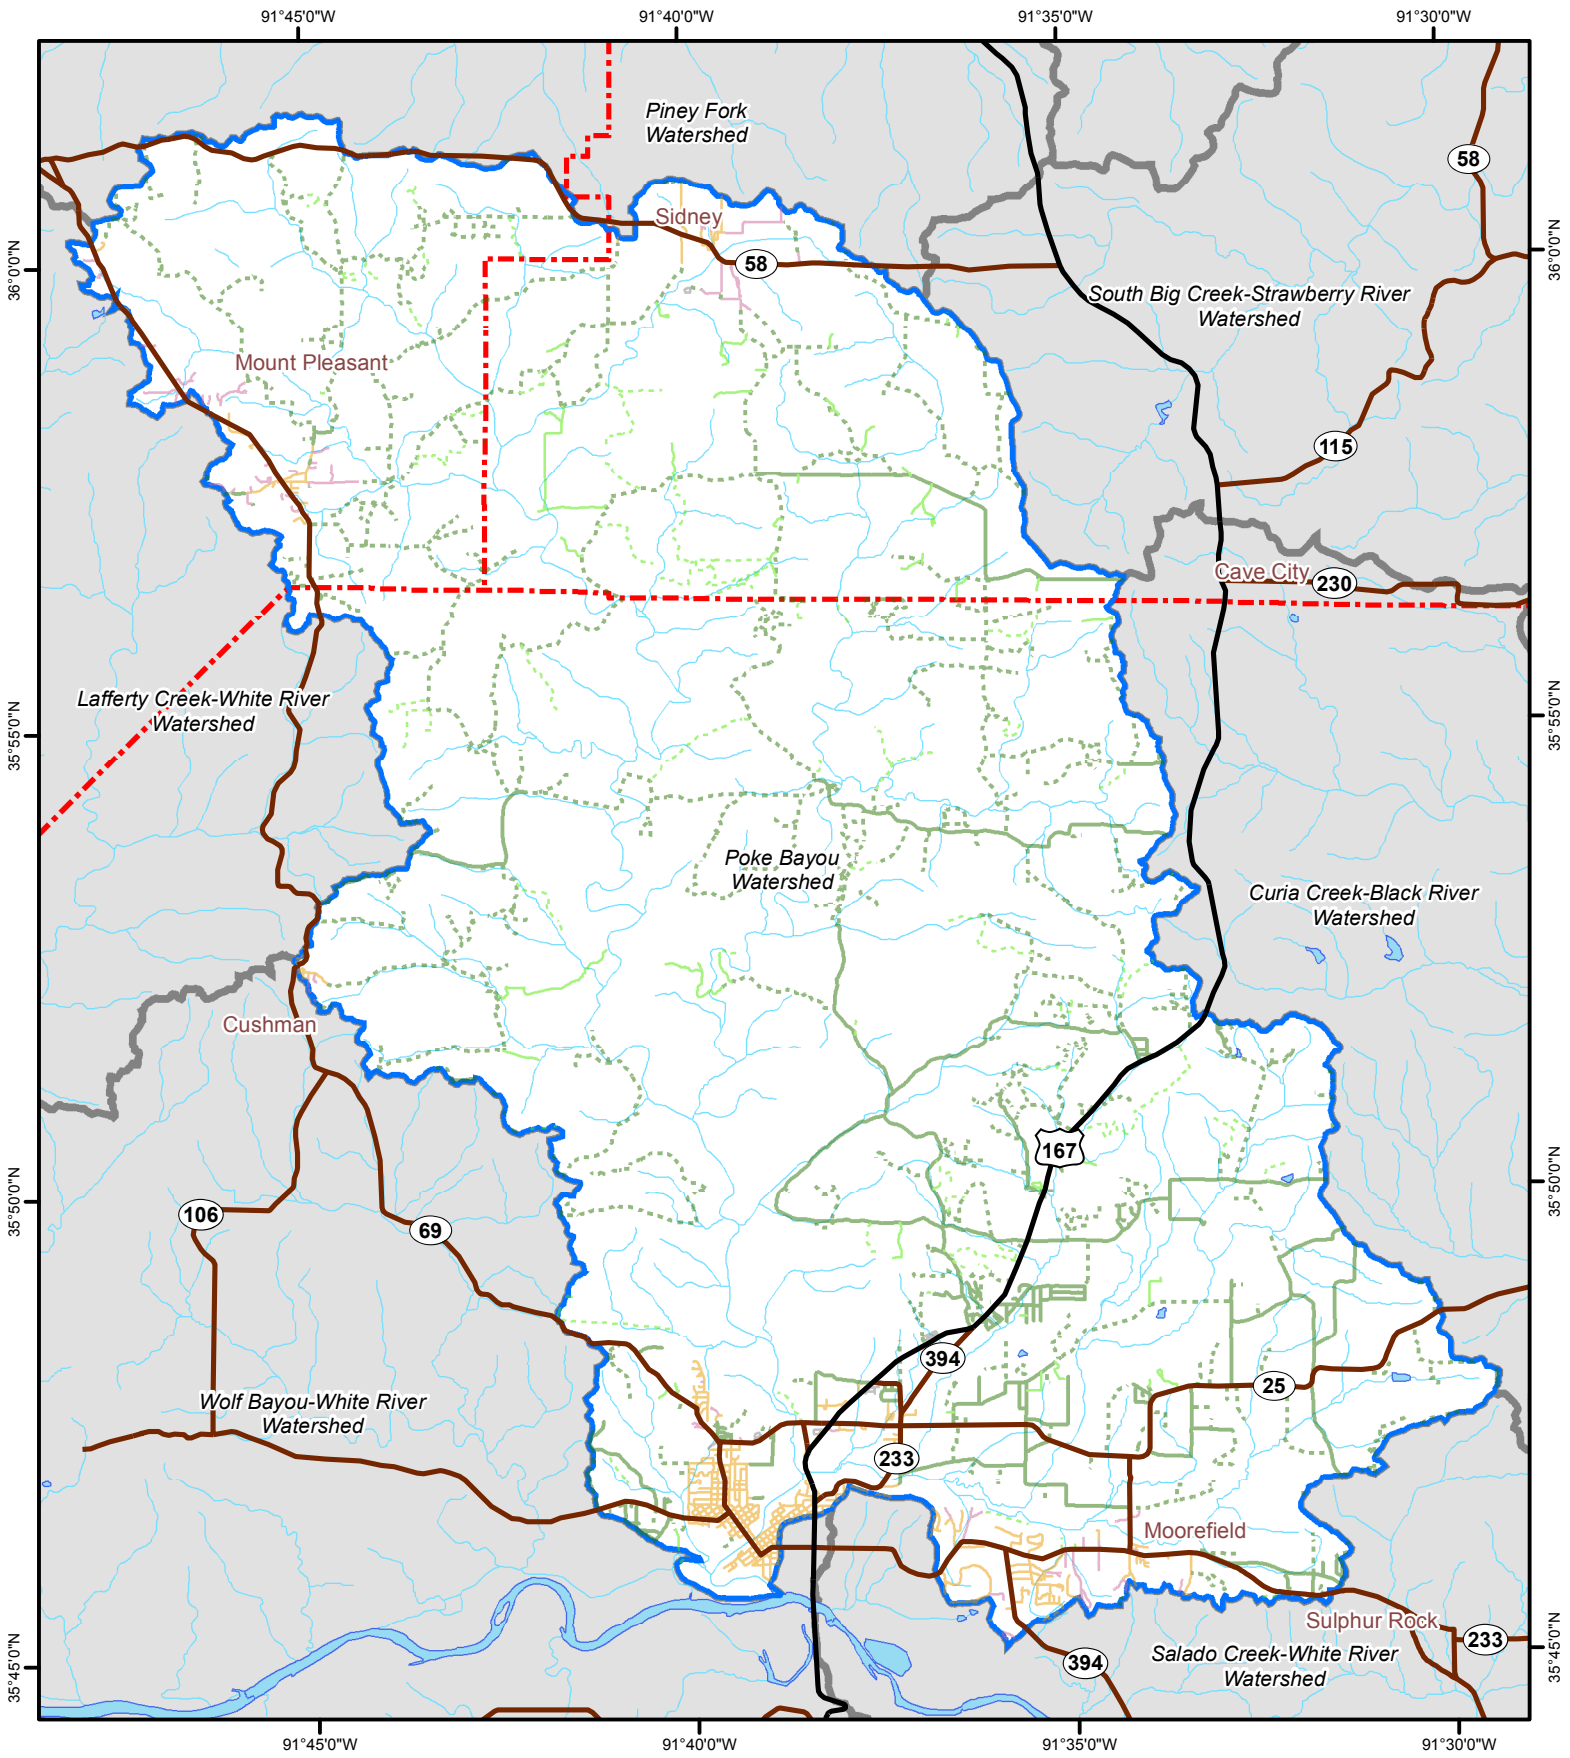 91°45'0"W
91°40'0"W
91°35'0"W
91°30'0"W
Piney Fork
Watershed
58
Sidney
58
36°0'0"N
36°0'0"N
South Big Creek-Strawberry River
Watershed
Mount Pleasant
115
Cave City
230
Lafferty Creek-White River
Watershed
35°55'0"N
35°55'0"N
Poke Bayou
Watershed
Curia Creek-Black River
Watershed
Cushman
167
35°50'0"N
35°50'0"N
106
69
394
25
Wolf Bayou-White River
Watershed
233
Moorefield
Sulphur Rock
233
35°45'0"N
35°45'0"N
394
Salado Creek-White River
Watershed
91°45'0"W
91°40'0"W
91°35'0"W
91°30'0"W